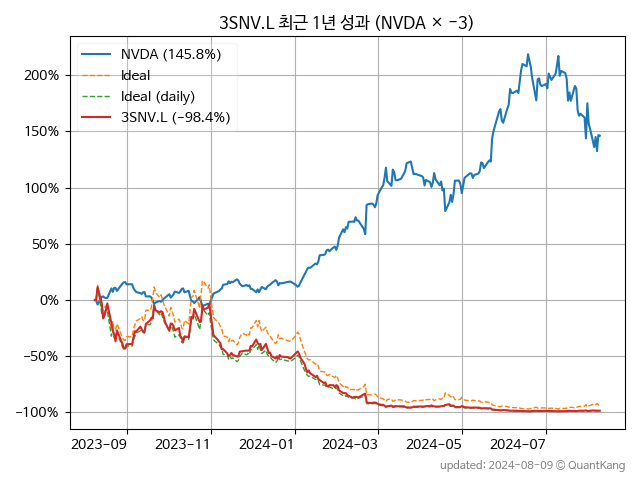 3SNV.L 최근 1년 성과 (NVDA × −3)
NVDA (145.8%)
Ideal
Ideal (daily)
3SNV.L (−98.4%)
200%
150%
100%
50%
0%
−50%
−100%
2023-09 2023-11 2024-01 2024-03 2024-05 2024-07
updated: 2024-08-09 © QuantKang